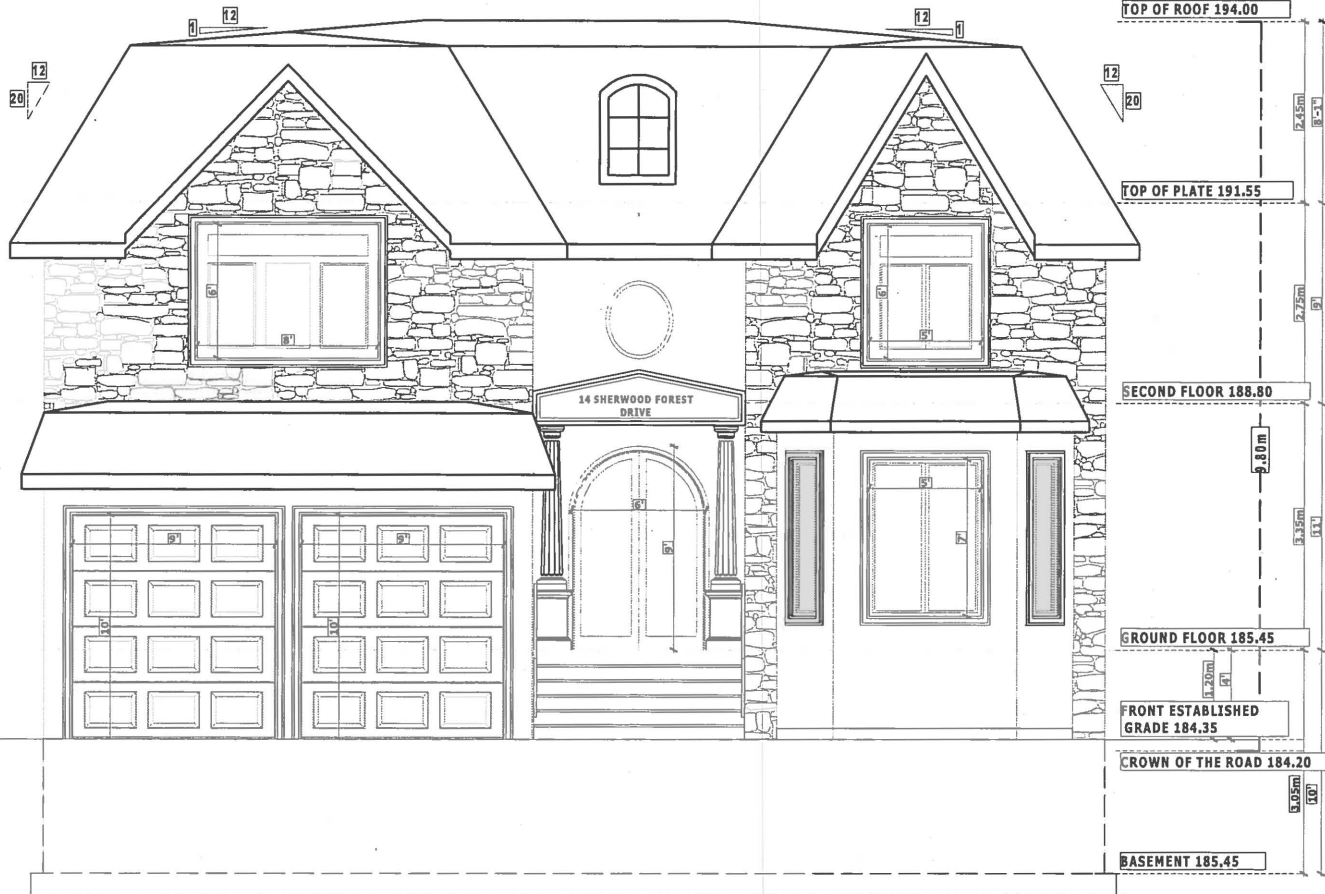 12
1
12
1
TOP OF ROOF 194.00
12
20
12
20
2.45m
8'-1"
TOP OF PLATE 191.55
6'
8'
6'
5'
2.75m
9'
SECOND FLOOR 188.80
14 SHERWOOD FOREST
DRIVE
9.80m
9'
10'
9'
10'
6'
9'
5'
7'
3.35m
11'
GROUND FLOOR 185.45
1.20m
4'
FRONT ESTABLISHED
GRADE 184.35
CROWN OF THE ROAD 184.20
3.05m
10'
BASEMENT 185.45